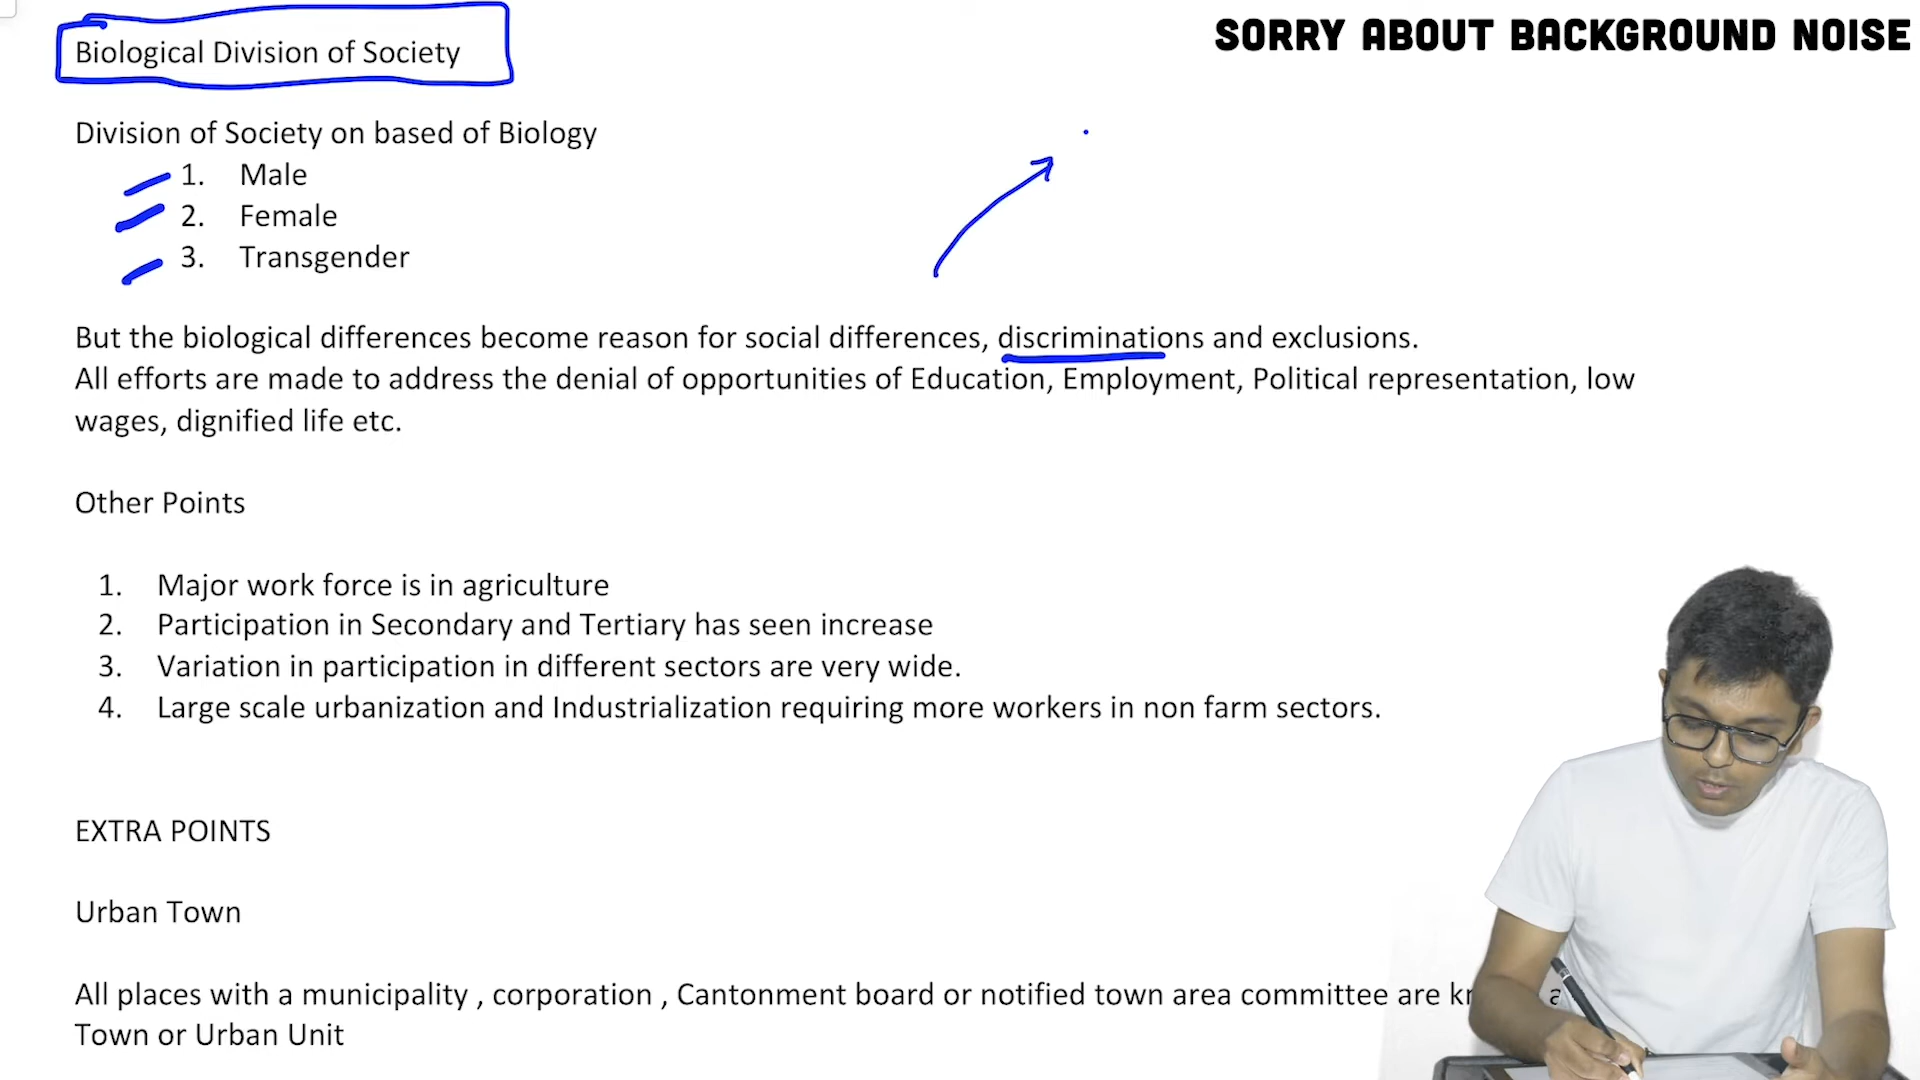 SORRY ABOUT BACKGROUND NOISE
Biological Division of Society
Division of Society on based of Biology
1. Male
2. Female
3. Transgender
But the biological differences become reason for social differences, discriminations and exclusions.
All efforts are made to address the denial of opportunities of Education, Employment, Political representation, low
wages, dignified life etc.
Other Points
1. Major work force is in agriculture
2. Participation in Secondary and Tertiary has seen increase
3. Variation in participation in different sectors are very wide.
4. Large scale urbanization and Industrialization requiring more workers in non farm sectors.
EXTRA POINTS
Urban Town
All places with a municipality , corporation , Cantonment board or notified town area committee are
Town or Urban Unit